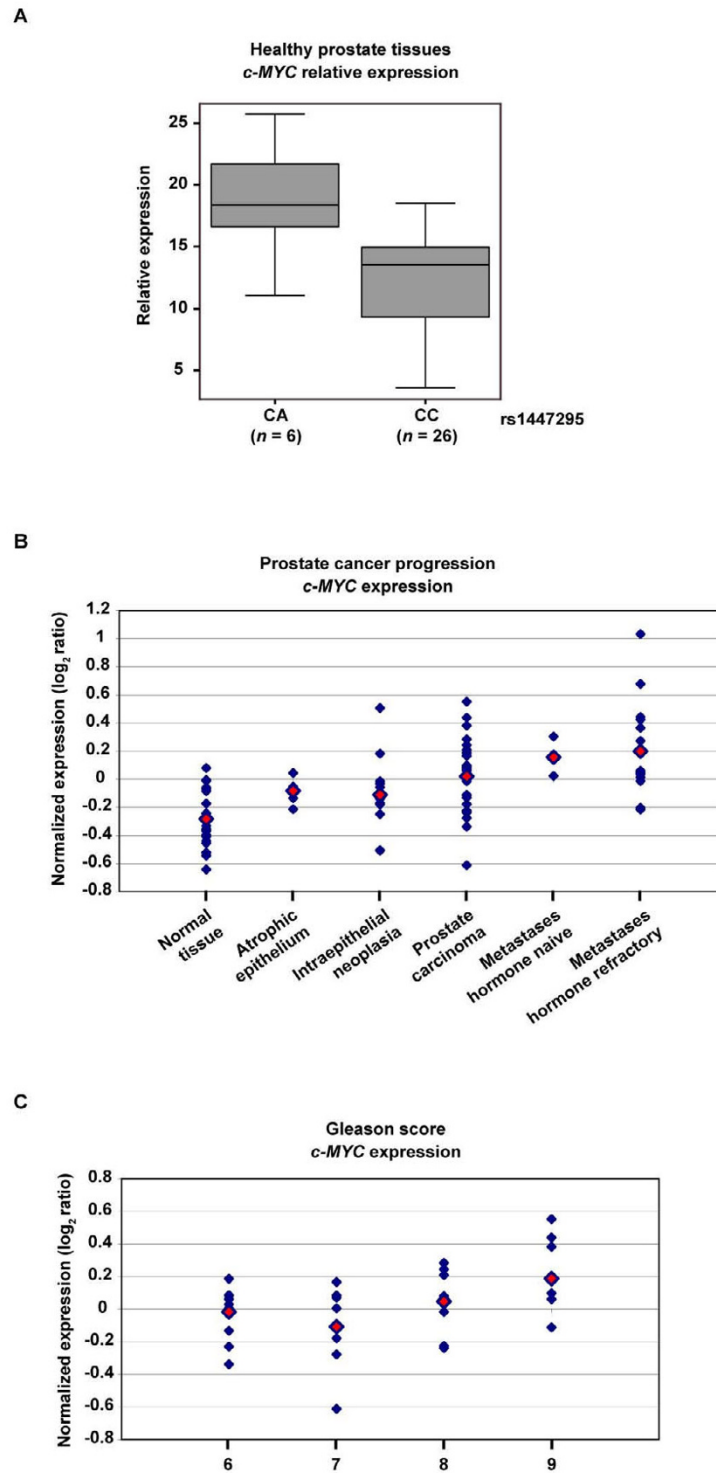 A
Healthy prostate tissues
c-MYC relative expression
Relative expression
25
20
15
10
5
CA
(n = 6)
CC
(n = 26)
rs1447295
B
Prostate cancer progression
c-MYC expression
Normalized expression (log2 ratio)
1.2
1
0.8
0.6
0.4
0.2
0
-0.2
-0.4
-0.6
-0.8
Normal
tissue
Atrophic
epithelium
Intraepithelial
neoplasia
Prostate
carcinoma
Metastases
hormone naive
Metastases
hormone refractory
C
Gleason score
c-MYC expression
Normalized expression (log2 ratio)
0.8
0.6
0.4
0.2
0
-0.2
-0.4
-0.6
-0.8
6
7
8
9